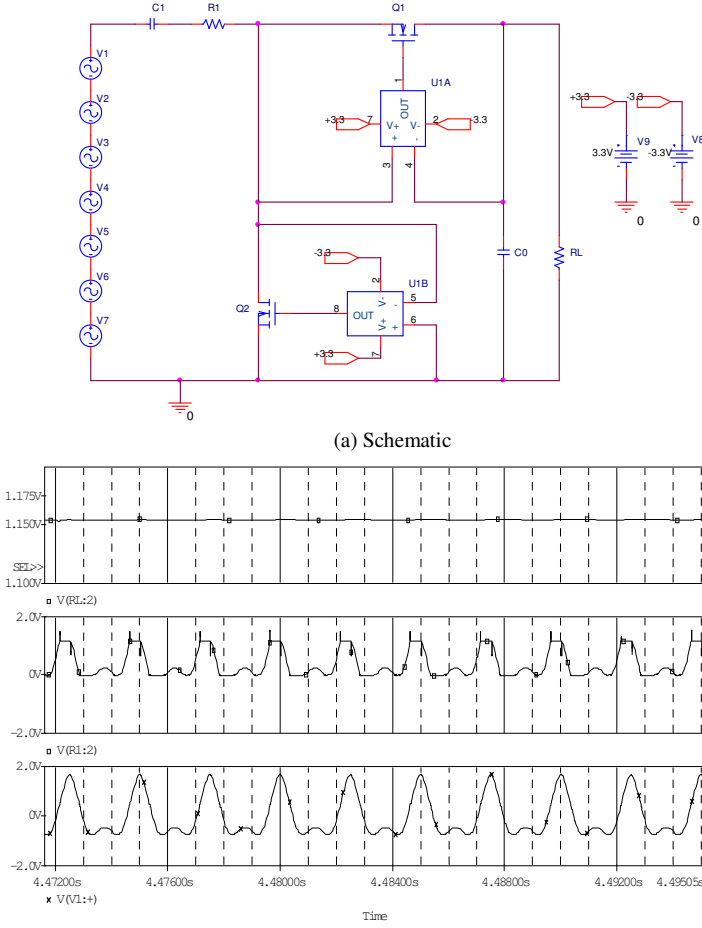 C1
R1
Q1
V1
V2
V3
V4
V5
V6
V7
U1A
1
OUT
+3.3
7
V+
V-
2
-3.3
+
-
3
4
+3.3
-3.3
V9
V8
3.3V
-3.3V
0
0
C0
RL
-3.3
2
U1B
Q2
8
OUT
V-
-
5
V+
+
6
+3.3
7
0
(a) Schematic
1.175V
1.150V
SEL>>
1.100V
V(RL:2)
2.0V
0V
-2.0V
V(R1:2)
2.0V
0V
-2.0V
4.47200s
4.47600s
4.48000s
4.48400s
4.48800s
4.49200s
4.49505s
V(V1:+)
Time